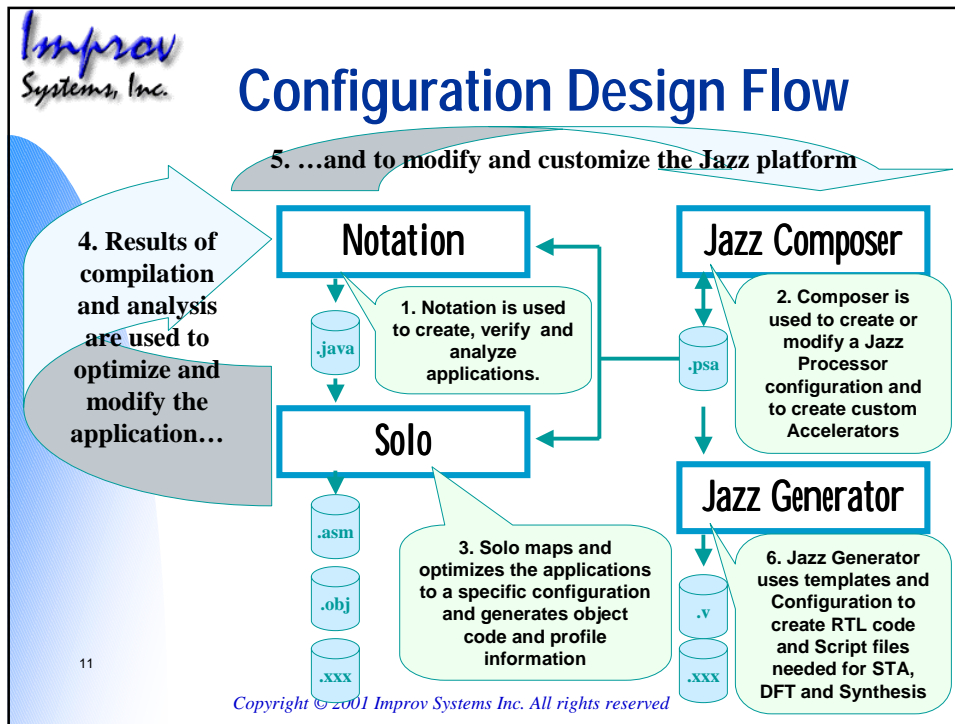 Improv
Systems, Inc.
Configuration Design Flow
5. …and to modify and customize the Jazz platform
4. Results of
compilation
and analysis
are used to
optimize and
modify the
application…
Notation
Jazz Composer
1. Notation is used
to create, verify and
analyze
applications.
2. Composer is
used to create or
modify a Jazz
Processor
configuration and
to create custom
Accelerators
.java
.psa
Solo
Jazz Generator
.asm
.obj
.xxx
3. Solo maps and
optimizes the applications
to a specific configuration
and generates object
code and profile
information
.v
.xxx
6. Jazz Generator
uses templates and
Configuration to
create RTL code
and Script files
needed for STA,
DFT and Synthesis
11
Copyright © 2001 Improv Systems Inc. All rights reserved